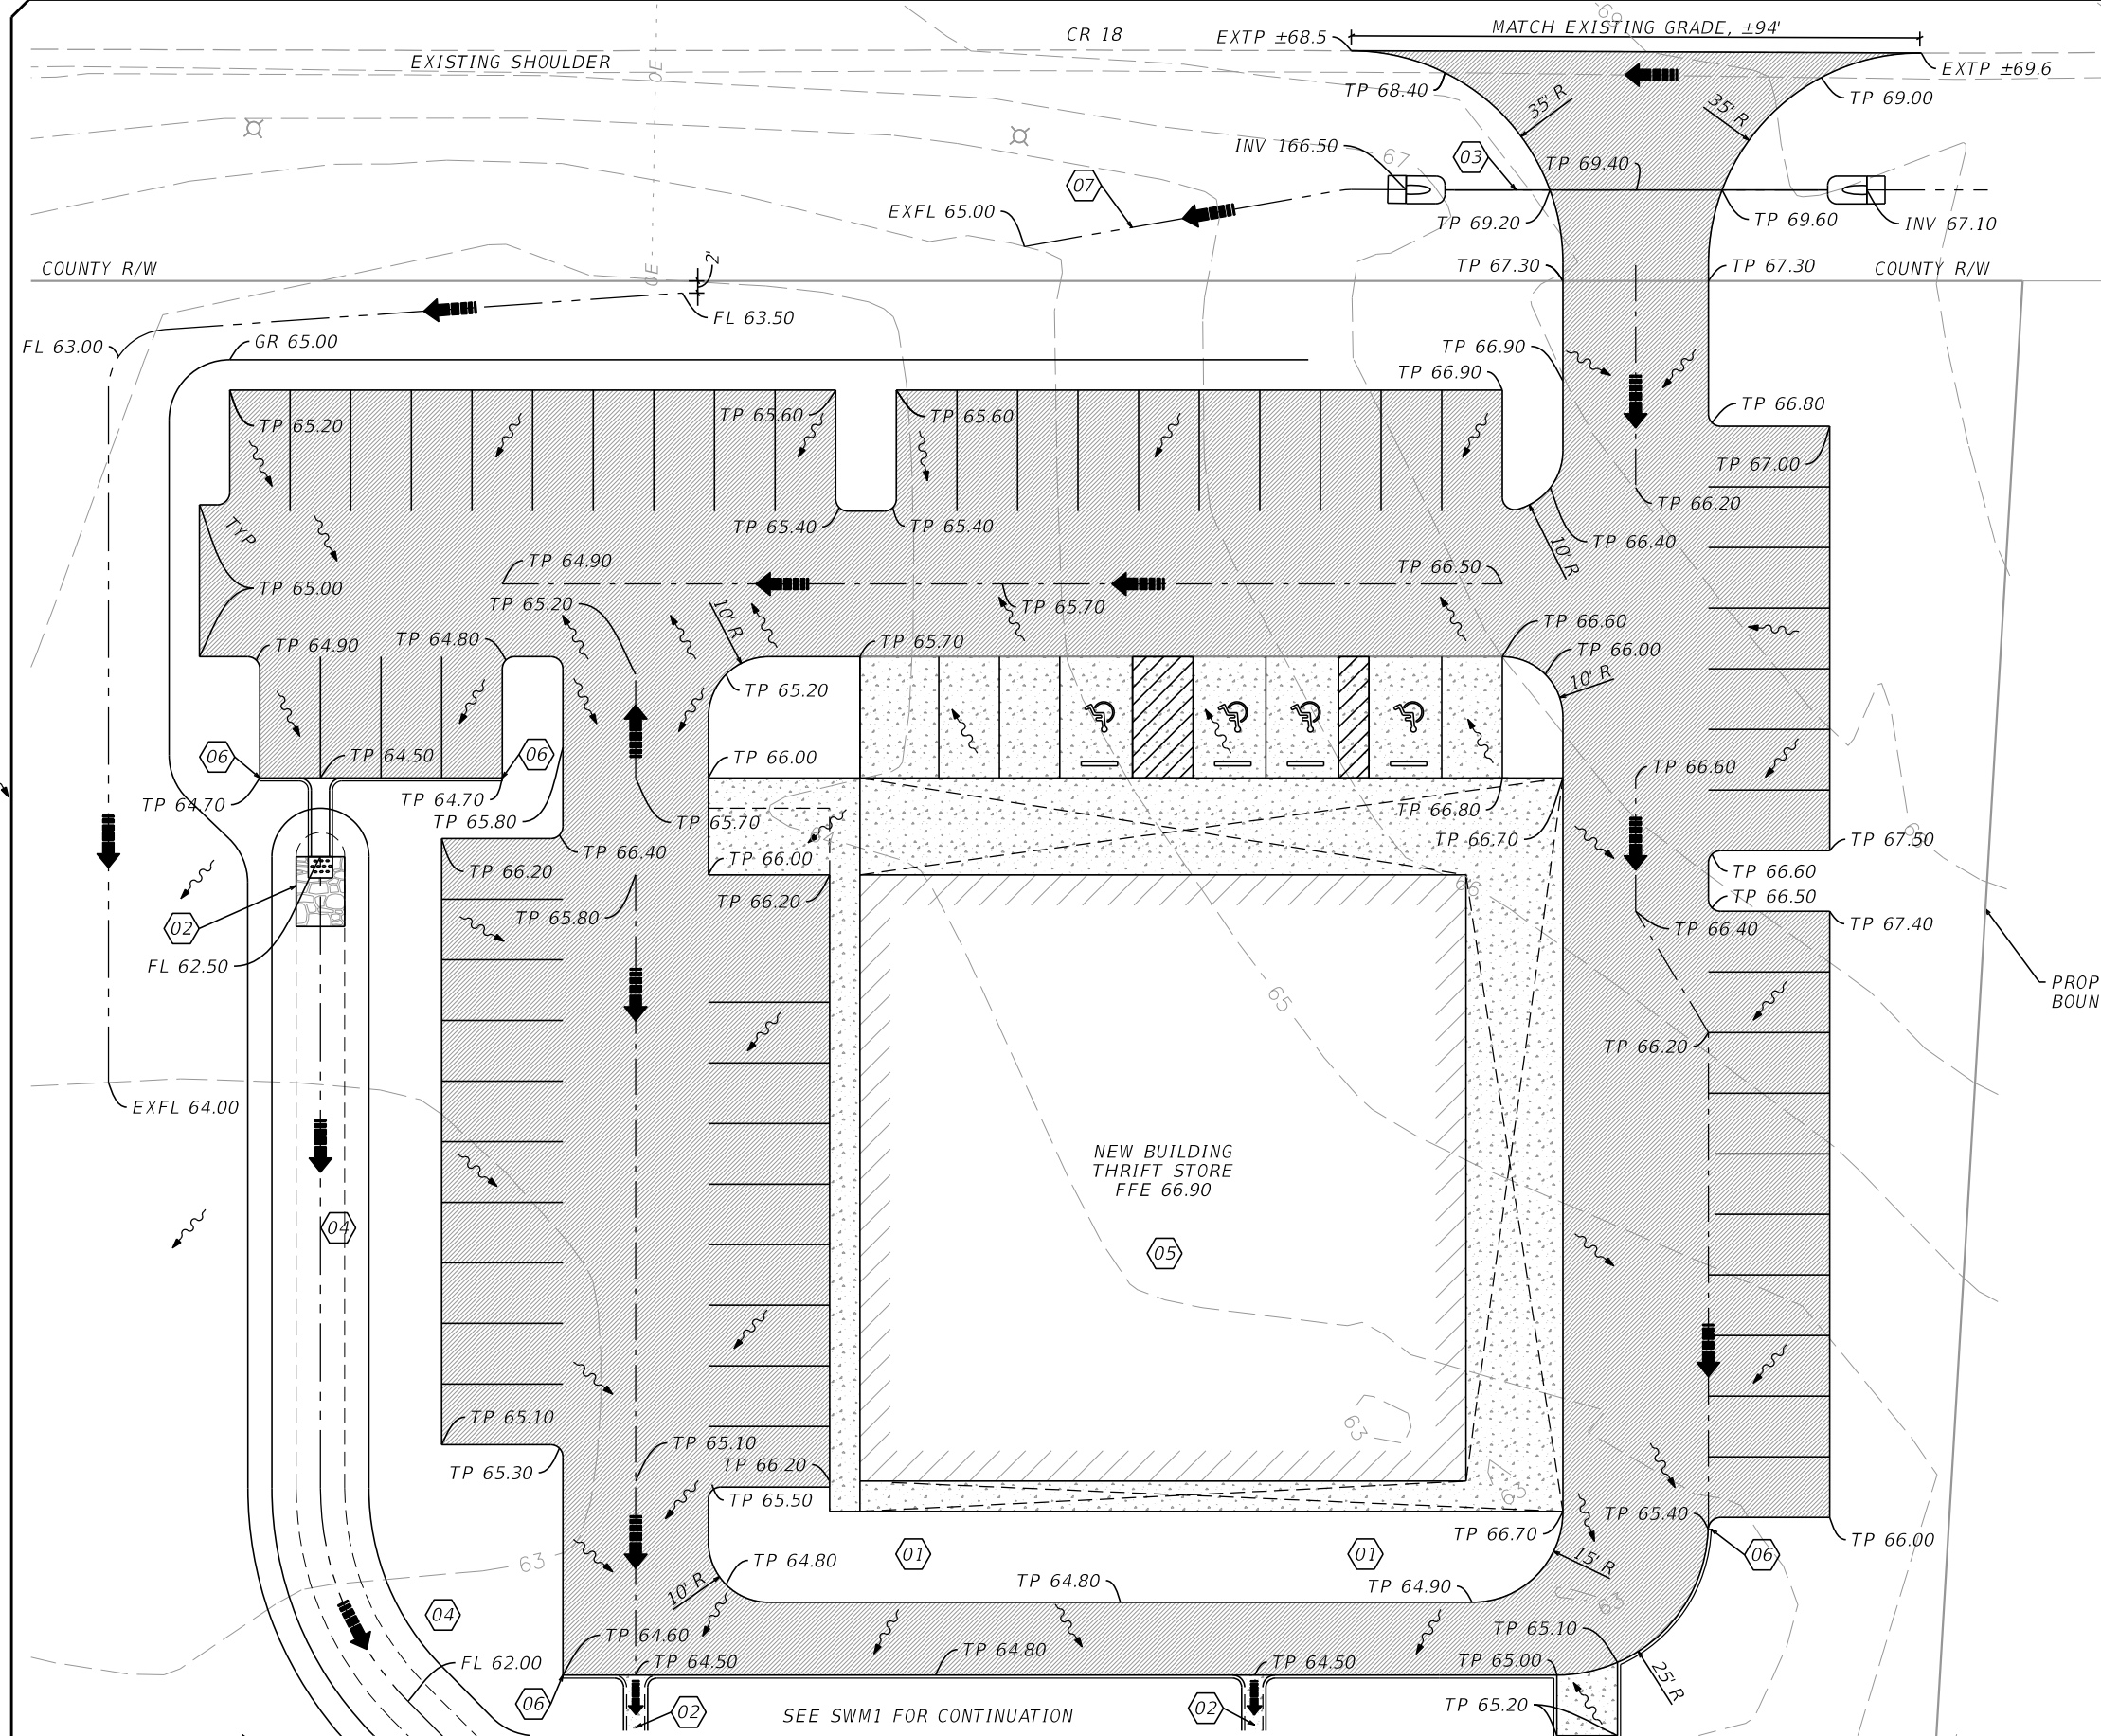 CR 18
EXTP ±68.5
MATCH EXISTING GRADE, ±94'
69
EXISTING SHOULDER
EXTP ±69.6
TP 68.40
35' R
35' R
TP 69.00
OE
INV 166.50
03
67
TP 69.40
07
EXFL 65.00
TP 69.20
TP 69.60
INV 67.10
COUNTY R/W
OE
2'
TP 67.30
TP 67.30
COUNTY R/W
FL 63.50
FL 63.00
GR 65.00
TP 66.90
TP 66.90
TP 66.80
TP 65.20
TP 65.60
TP 65.60
TP 67.00
TP 66.20
TYP
TP 65.40
TP 65.40
TP 66.40
10' R
TP 64.90
TP 66.50
TP 65.00
TP 65.20
10' R
TP 65.70
TP 66.60
TP 64.90
TP 64.80
TP 65.70
TP 66.00
10' R
TP 65.20
06
TP 64.50
06
TP 66.00
TP 66.60
TP 64.70
TP 64.70
TP 65.80
TP 65.70
TP 66.80
TP 66.70
TP 67.50
TP 66.40
TP 66.00
TP 66.20
TP 66.60
TP 66.20
TP 66.50
02
TP 65.80
TP 67.40
TP 66.40
66
FL 62.50
65
PROP
BOUN
TP 66.20
EXFL 64.00
NEW BUILDING
THRIFT STORE
FFE 66.90
04
05
TP 65.10
63
TP 65.10
TP 66.20
TP 65.30
TP 65.50
63
TP 65.40
TP 66.70
TP 66.00
63
TP 64.80
01
01
15' R
06
10' R
TP 64.80
TP 64.90
63
04
TP 64.60
TP 65.10
FL 62.00
TP 64.50
TP 64.80
TP 64.50
TP 65.00
25' R
06
02
SEE SWM1 FOR CONTINUATION
02
TP 65.20